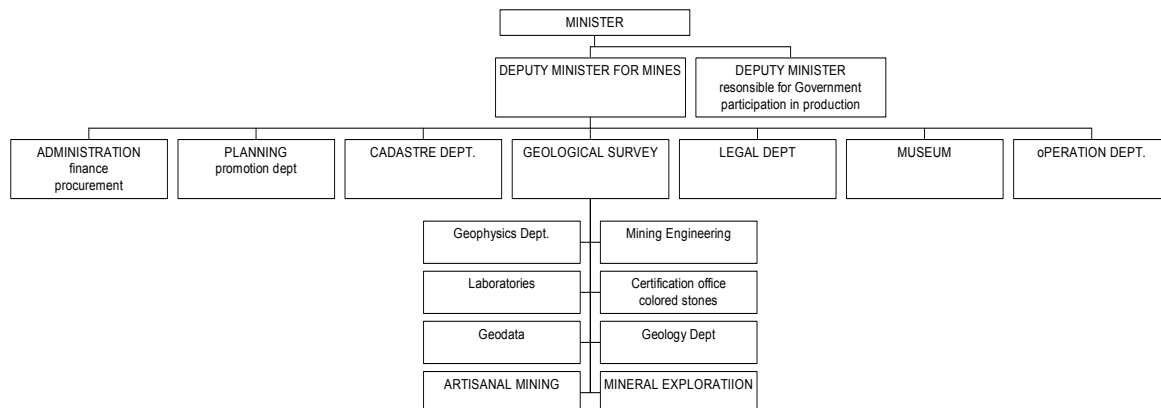 MINISTER
DEPUTY MINISTER FOR MINES
DEPUTY MINISTER
resonsible for Government
participation in production
ADMINISTRATION
finance
procurement
PLANNING
promotion dept
CADASTRE DEPT.
GEOLOGICAL SURVEY
LEGAL DEPT
MUSEUM
oPERATION DEPT.
Geophysics Dept.
Mining Engineering
Laboratories
Certification office
colored stones
Geodata
Geology Dept
ARTISANAL MINING
MINERAL EXPLORATIION